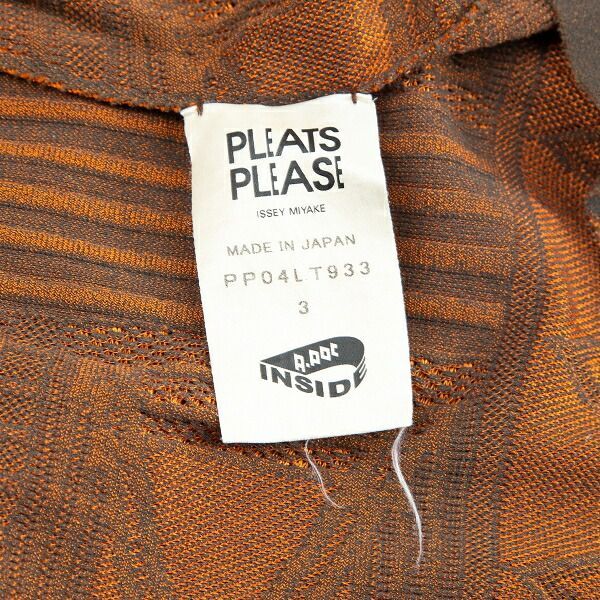 PLEATS
PLEASE
ISSEY MIYAKE
MADE IN JAPAN
PP04LT933
3
A-POC
INSIDE